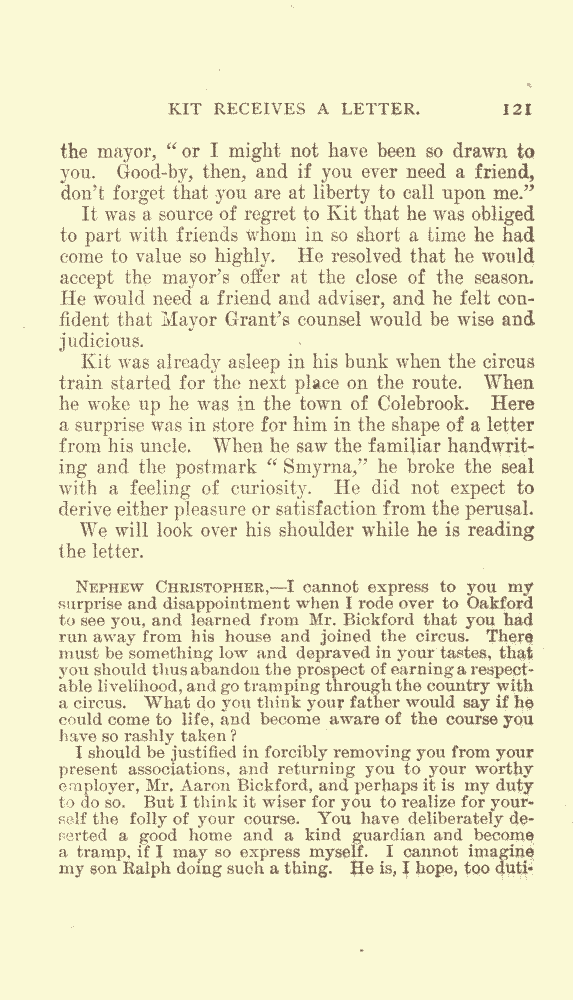 KIT RECEIVES A LETTER. 121
the mayor, “ or I might not have been so drawn to
you. Good-by, then, and if you ever need a friend,
don’t forget that you are at liberty to call upon me.”
It was a source of regret to Kit that he was obliged
to part with friends whom in so short a time he had
come to value so highly. He resolved that he would
accept the mayor’s offer at the close of the season.
He would need a friend and adviser, and he felt con-
fident that Mayor Grant’s counsel would be wise and
judicious.
Kit was already asleep in his bunk when the circus
train started for the next place on the route. When
he woke up he was in the town of Colebrook. Here
a surprise was in store for him in the shape of a letter
from his uncle. When he saw the familiar handwrit-
ing and the postmark “ Smyrna,” he broke the seal
with a feeling of curiosity. He did not expect to
derive either pleasure or satisfaction from the perusal.
We will look over his shoulder while he is reading
the letter.
NEPHEW CHRISTOPHER,—I cannot express to you my
surprise and disappointment when I rode over to Oakford
to see you, and learned from Mr. Bickford that you had
run away from his house and joined the circus. There
must be something low and depraved in your tastes, that
you should thus abandon the prospect of earning a respect-
able livelihood, and go tramping through the country with
a circus. What do you think your father would say if he
could come to life, and become aware of the course you
have so rashly taken ?
I should be justified in forcibly removing you from your
present associations, and returning you to your worthy
employer, Mr. Aaron Bickford, and perhaps it is my duty
to do so. But I think it wiser for you to realize for your-
self the folly of your course. You have deliberately de-
serted a good home and a kind guardian and become
a tramp, if I may so express myself. I cannot imagine
my son Ralph doing such a thing. He is, I hope, too duti-